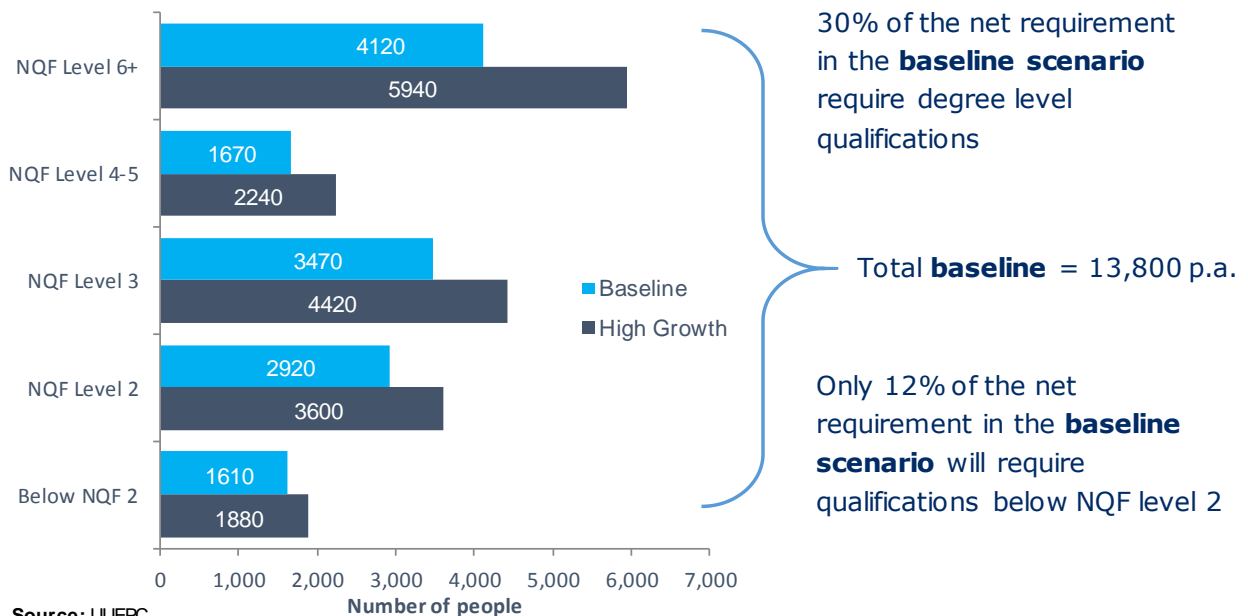 NQF Level 6+
4120
5940
NQF Level 4-5
1670
2240
NQF Level 3
3470
4420
NQF Level 2
2920
3600
Below NQF 2
1610
1880
0 1,000 2,000 3,000 4,000 5,000 6,000 7,000
Number of people
Baseline
High Growth
30% of the net requirement
in the baseline scenario
require degree level
qualifications
Total baseline = 13,800 p.a.
Only 12% of the net
requirement in the baseline
scenario will require
qualifications below NQF level 2
Source: UUEPC